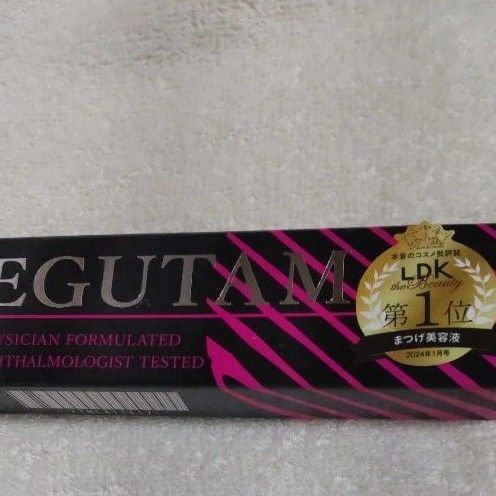 EGUTAM
YSICIAN FORMULATED
HTHALMOLOGIST TESTED
本音のコスメ批評誌
LDK
the Beauty
第1位
まつげ美容液
2024年1月号